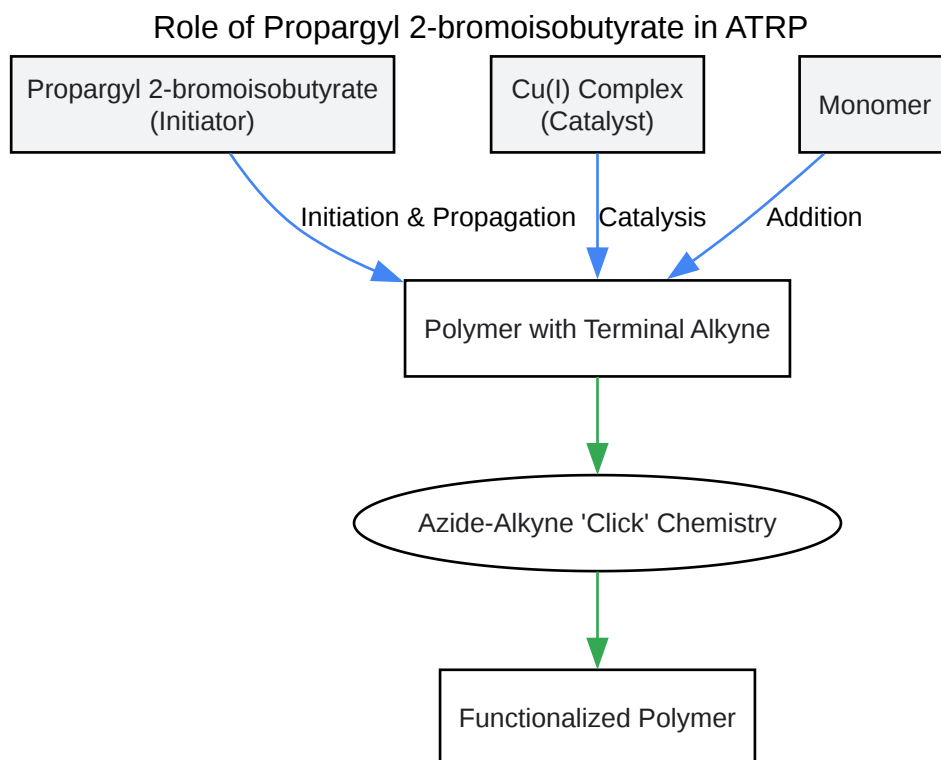 Role of Propargyl 2-bromoisobutyrate in ATRP
Propargyl 2-bromoisobutyrate
(Initiator)
Cu(I) Complex
(Catalyst)
Monomer
Initiation & Propagation
Catalysis
Addition
Polymer with Terminal Alkyne
Azide-Alkyne 'Click' Chemistry
Functionalized Polymer